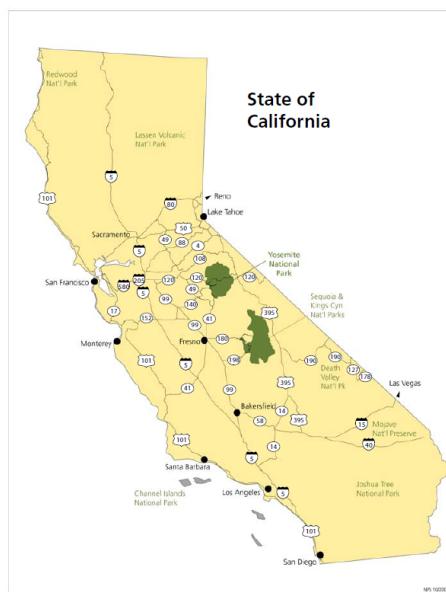 State of
California
Redwood
Nat'l Park
Lassen Volcanic
Nat'l Park
5
101
Reno
80
Lake Tahoe
50
Sacramento
49
88
4
5
108
Yosemite
National
Park
San Francisco
580
205
120
120
120
49
5
99
140
Sequoia &
Kings Cyn
Nat'l Parks
395
17
152
41
99
Monterey
Fresno
180
101
5
198
190
190
Death
Valley
Nat'l Pk
127
178
Las Vegas
41
99
395
Bakersfield
14
58
395
15
Mojave
Nat'l Preserve
101
14
40
5
Santa Barbara
Channel Islands
National Park
Los Angeles
5
Joshua Tree
National Park
101
San Diego